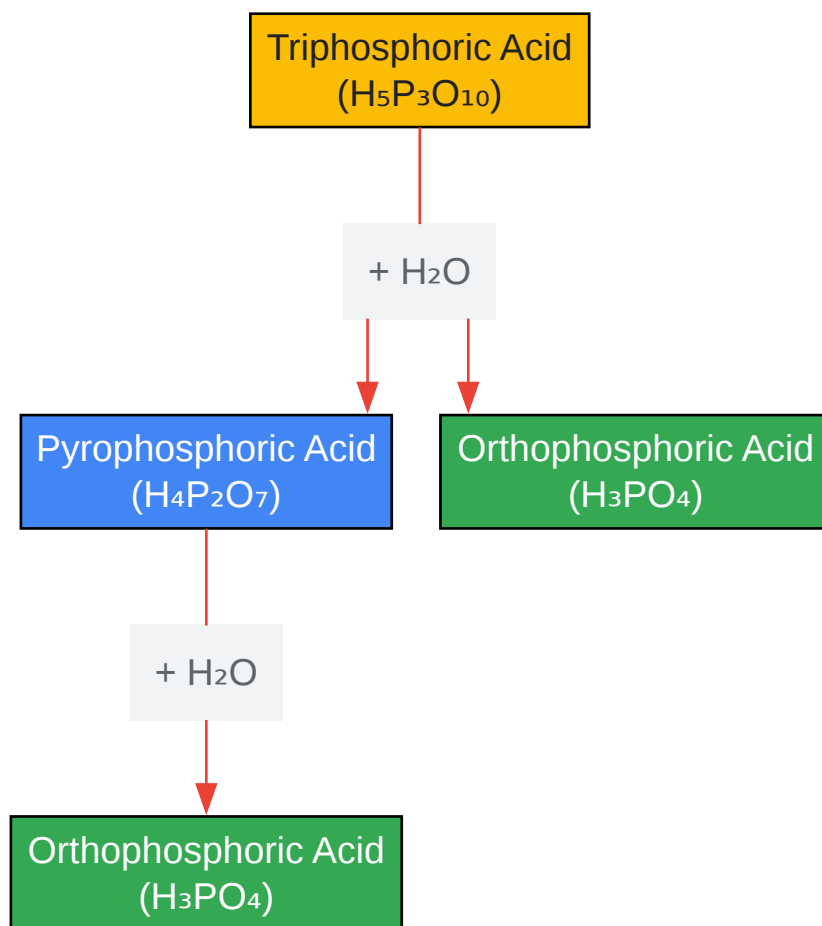 Triphosphoric Acid
(H₅P₃O₁₀)
+ H₂O
Pyrophosphoric Acid
(H₄P₂O₇)
Orthophosphoric Acid
(H₃PO₄)
+ H₂O
Orthophosphoric Acid
(H₃PO₄)